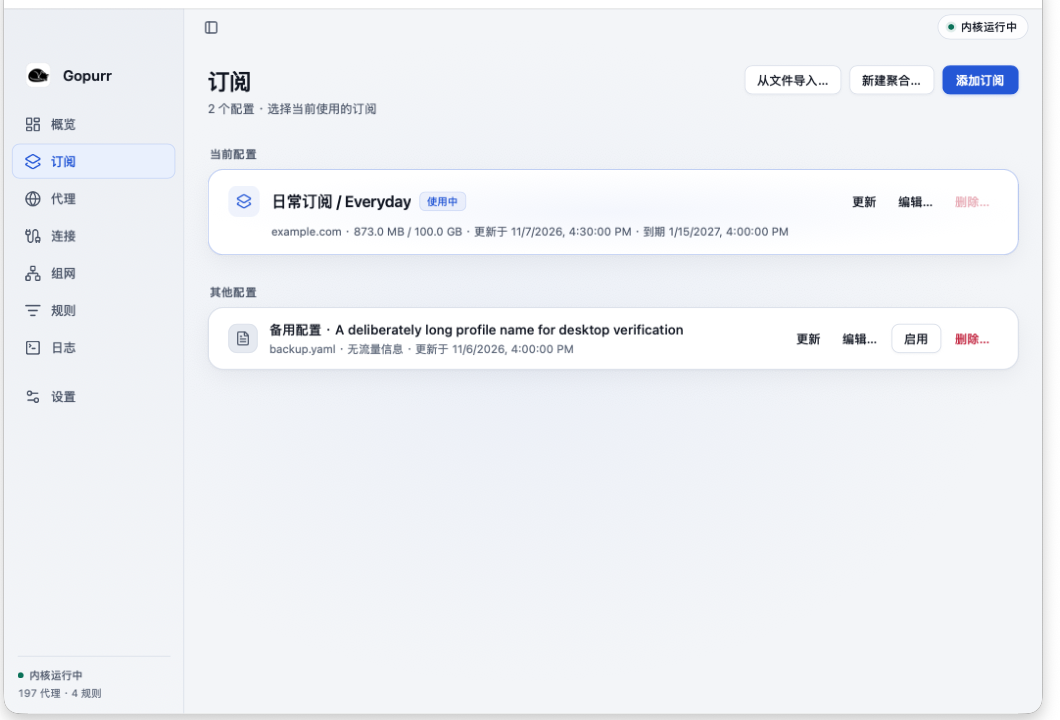 内核运行中
Gopurr
概览
订阅
代理
连接
组网
规则
日志
设置
内核运行中
197 代理 · 4 规则
订阅
2 个配置 · 选择当前使用的订阅
从文件导入...
新建聚合...
添加订阅
当前配置
日常订阅 / Everyday 使用中
更新 编辑... 删除...
example.com · 873.0 MB / 100.0 GB · 更新于 11/7/2026, 4:30:00 PM · 到期 1/15/2027, 4:00:00 PM
其他配置
备用配置 · A deliberately long profile name for desktop verification
backup.yaml · 无流量信息 · 更新于 11/6/2026, 4:00:00 PM
更新 编辑... 启用 删除...